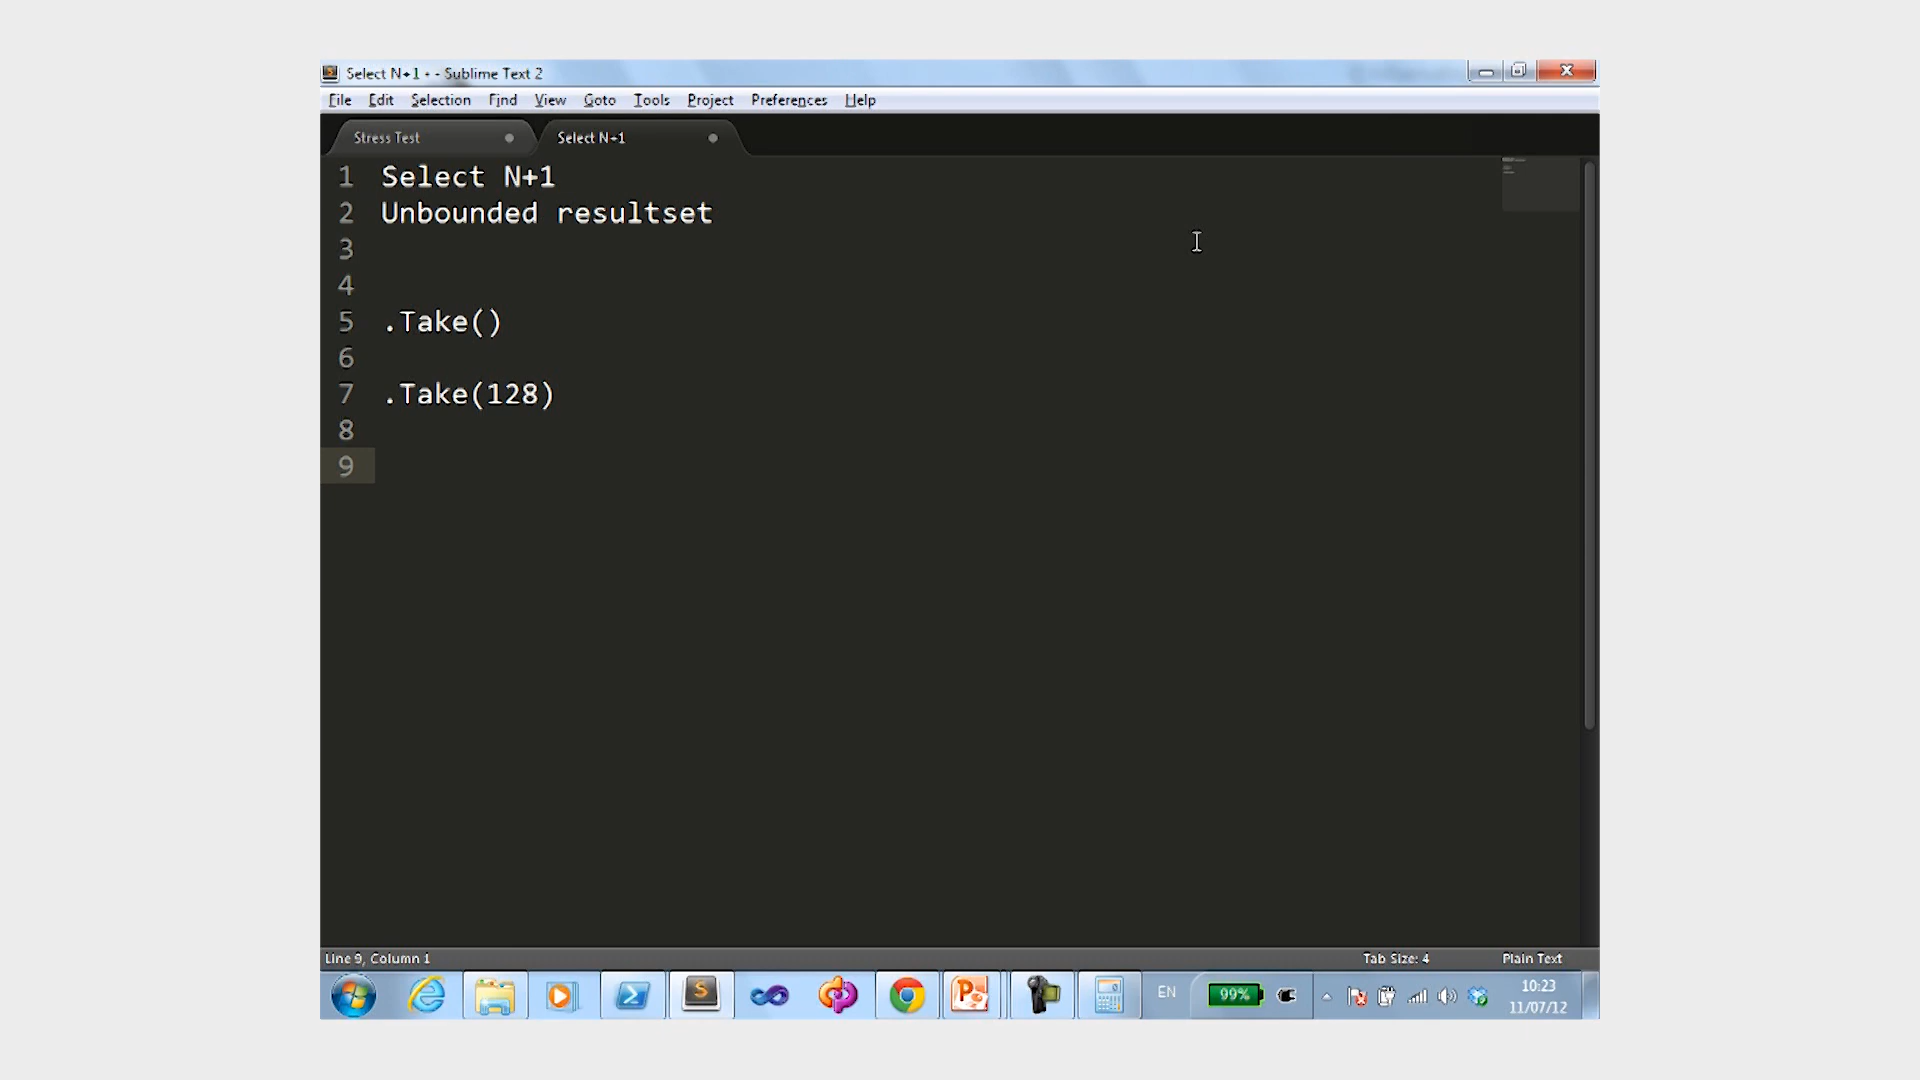 Select N+1 • - Sublime Text 2
File Edit Selection Find View Goto Tools Project Preferences Help
Stress Test
Select N+1
1 Select N+1
2 Unbounded resultset
3
4
5 .Take()
6
7 .Take(128)
8
9
Line 9, Column 1
Tab Size: 4
Plain Text
EN
99%
10:23
11/07/12